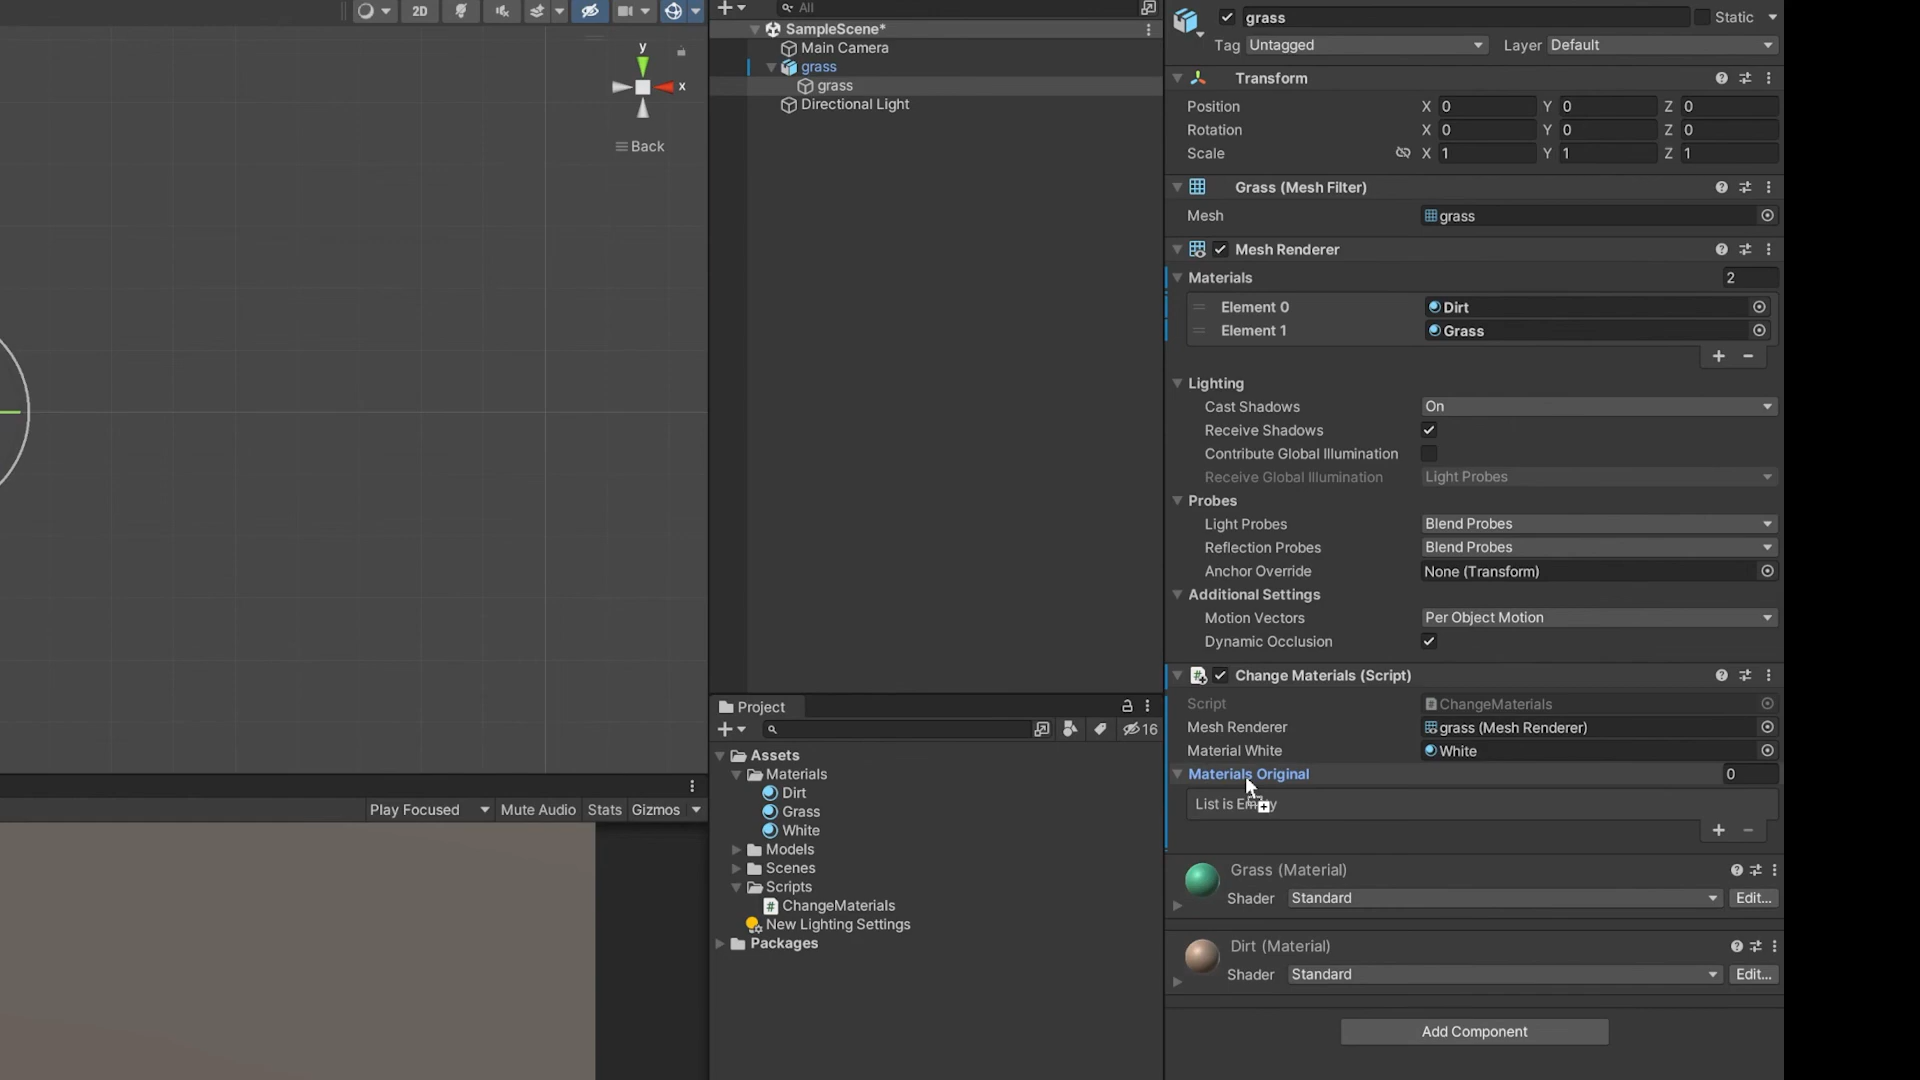 2D
y
x
Back
Play Focused
Mute Audio
Stats
Gizmos
All
SampleScene*
Main Camera
grass
grass
Directional Light
Project
16
Assets
Materials
Dirt
Grass
White
Models
Scenes
Scripts
# ChangeMaterials
New Lighting Settings
Packages
grass Static
Tag Untagged Layer Default
Transform
Position X 0 Y 0 Z 0
Rotation X 0 Y 0 Z 0
Scale X 1 Y 1 Z 1
Grass (Mesh Filter)
Mesh grass
Mesh Renderer
Materials 2
Element 0 Dirt
Element 1 Grass
Lighting
Cast Shadows On
Receive Shadows
Contribute Global Illumination
Receive Global Illumination Light Probes
Probes
Light Probes Blend Probes
Reflection Probes Blend Probes
Anchor Override None (Transform)
Additional Settings
Motion Vectors Per Object Motion
Dynamic Occlusion
# Change Materials (Script)
Script ChangeMaterials
Mesh Renderer grass (Mesh Renderer)
Material White White
Materials Original 0
List is Empty
Grass (Material)
Shader Standard Edit...
Dirt (Material)
Shader Standard Edit...
Add Component